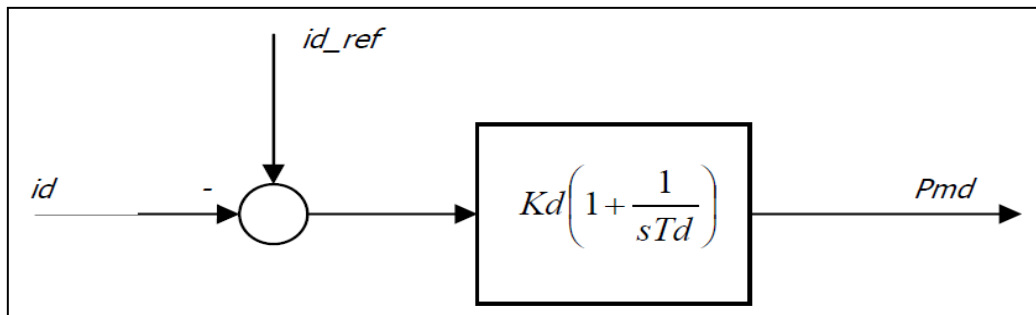 id_ref
id
-
Kd(1 + 1/sTd)
Pmd